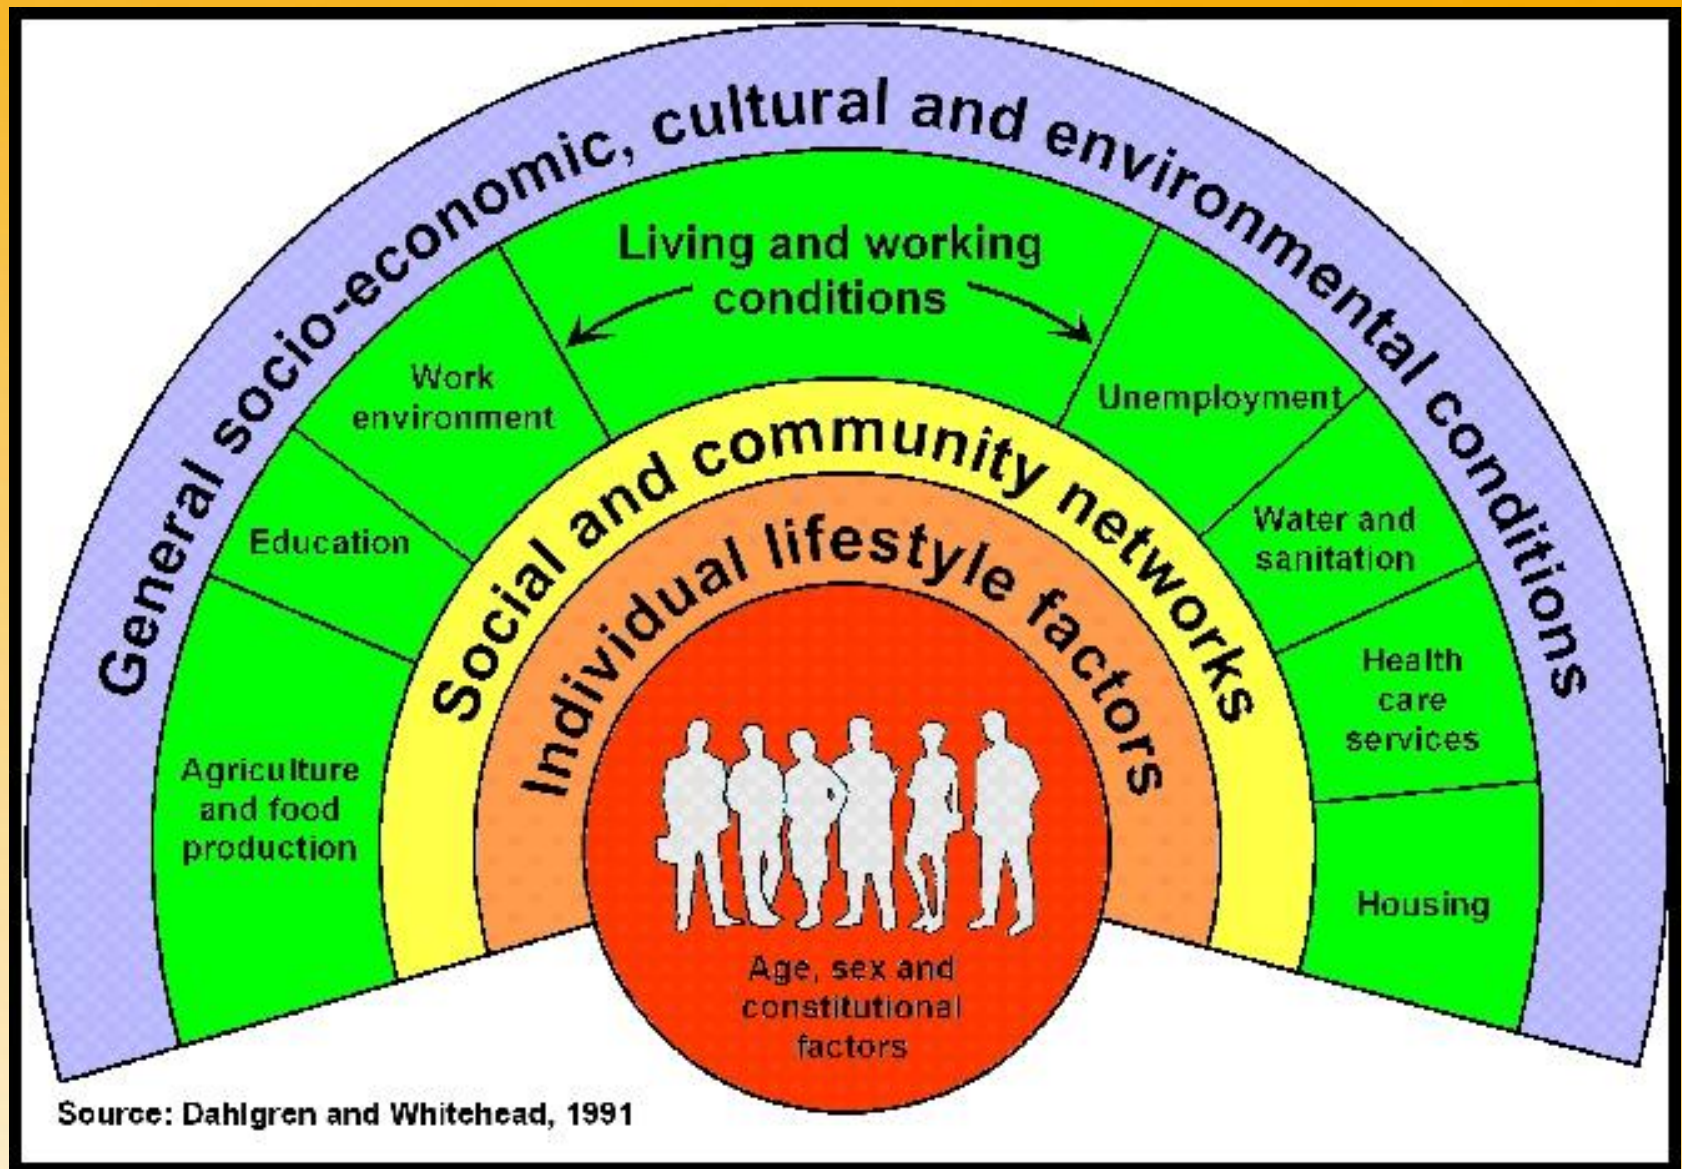 General socio-economic, cultural and environmental conditions
Living and working
conditions
Work
environment
Unemployment
Education
Water and
sanitation
Agriculture
and food
production
Health
care
services
Housing
Social and community networks
Individual lifestyle factors
Age, sex and
constitutional
factors
Source: Dahlgren and Whitehead, 1991